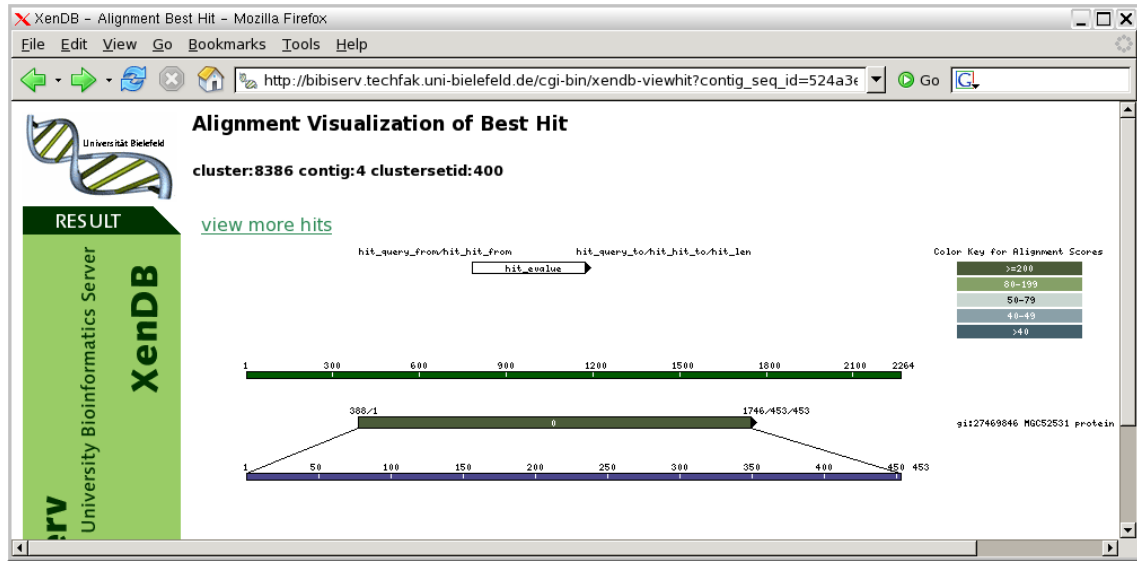 XenDB - Alignment Best Hit - Mozilla Firefox
File Edit View Go Bookmarks Tools Help
http://bibiserv.techfak.uni-bielefeld.de/cgi-bin/xendb-viewhit?contig_seq_id=524a3e
Go
G
Universität Bielefeld
Alignment Visualization of Best Hit
cluster:8386 contig:4 clustersetid:400
RESULT
view more hits
University Bioinformatics Server
XenDB
erv
hit_query_from/hit_hit_from hit_query_to/hit_hit_to/hit_len
hit_evalue
Color Key for Alignment Scores
>=200
80-199
50-79
40-49
>40
1 300 600 900 1200 1500 1800 2100 2264
388/1 1746/453/453
0
gi:27469846 MGC52531 protein
1 50 100 150 200 250 300 350 400 450 453